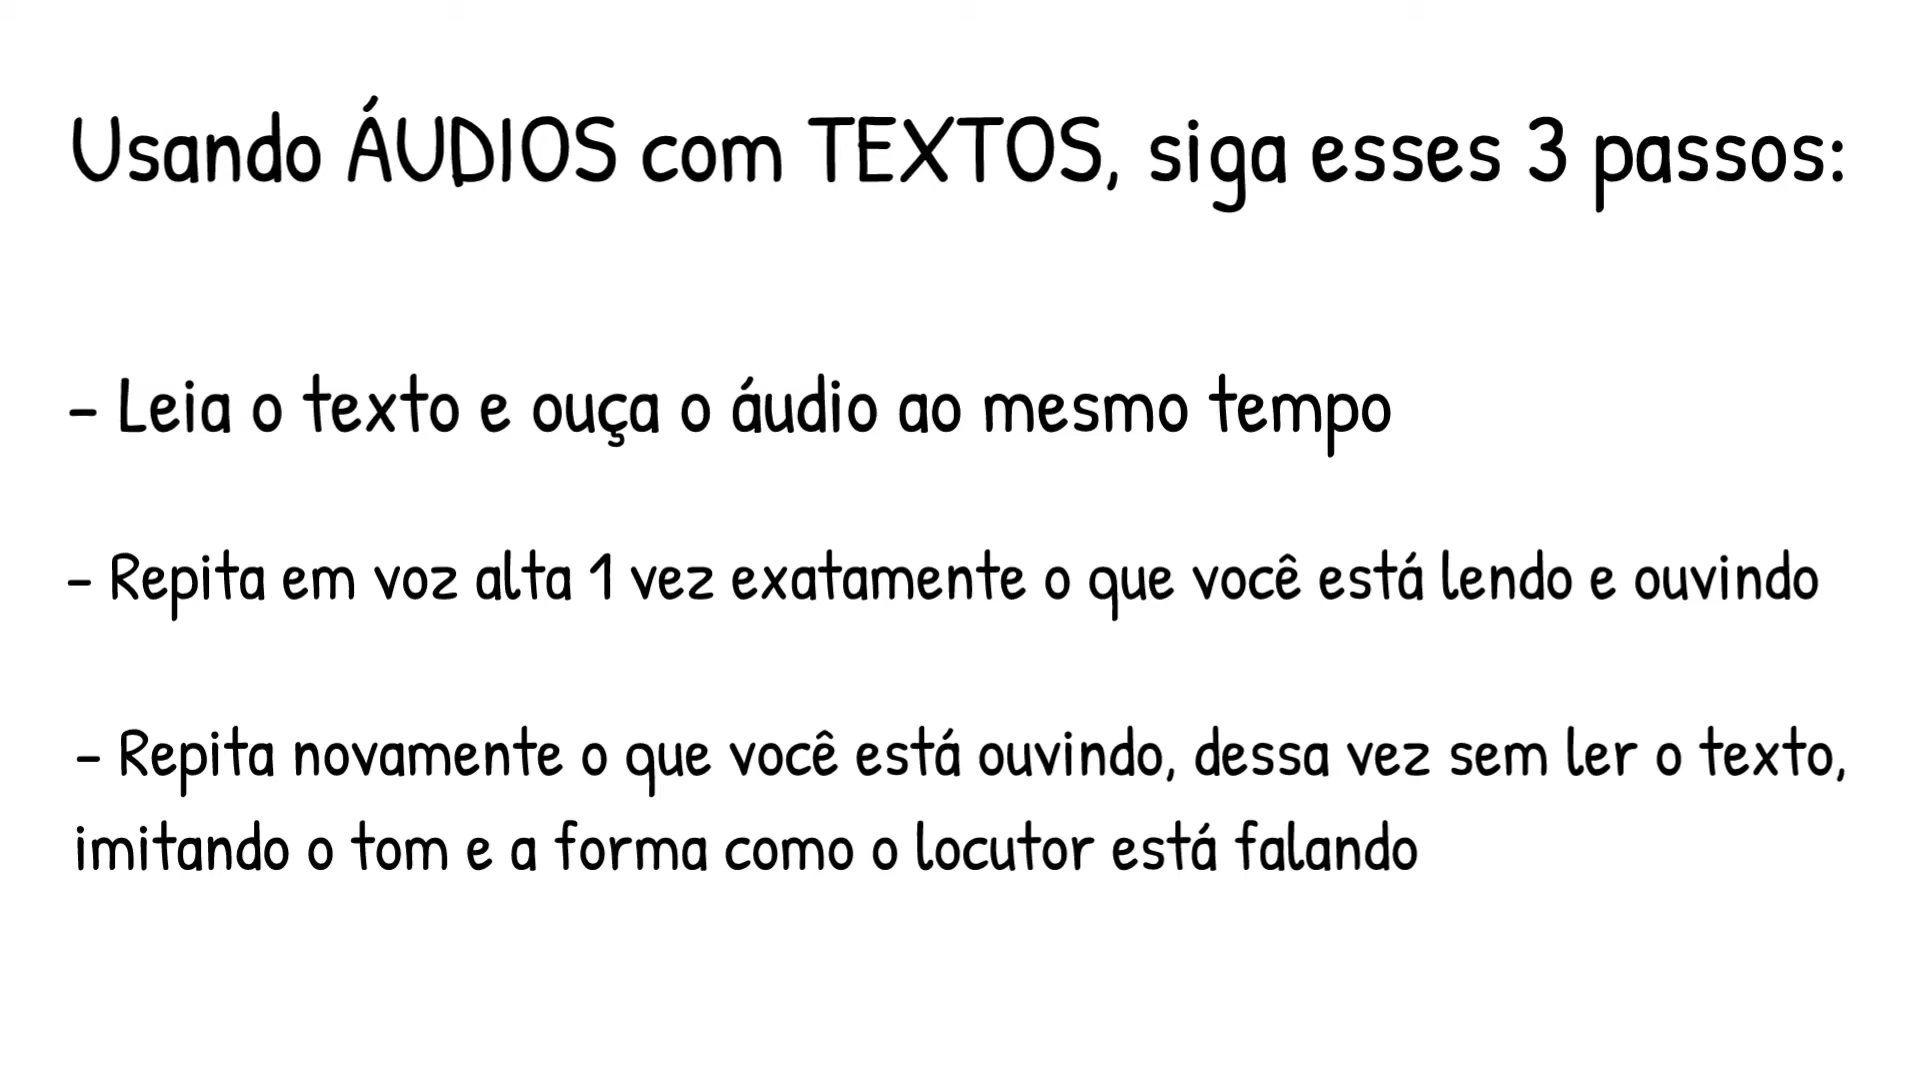 Usando ÁUDIOS com TEXTOS, siga esses 3 passos:
- Leia o texto e ouça o áudio ao mesmo tempo
- Repita em voz alta 1 vez exatamente o que você está lendo e ouvindo
- Repita novamente o que você está ouvindo, dessa vez sem ler o texto,
imitando o tom e a forma como o locutor está falando